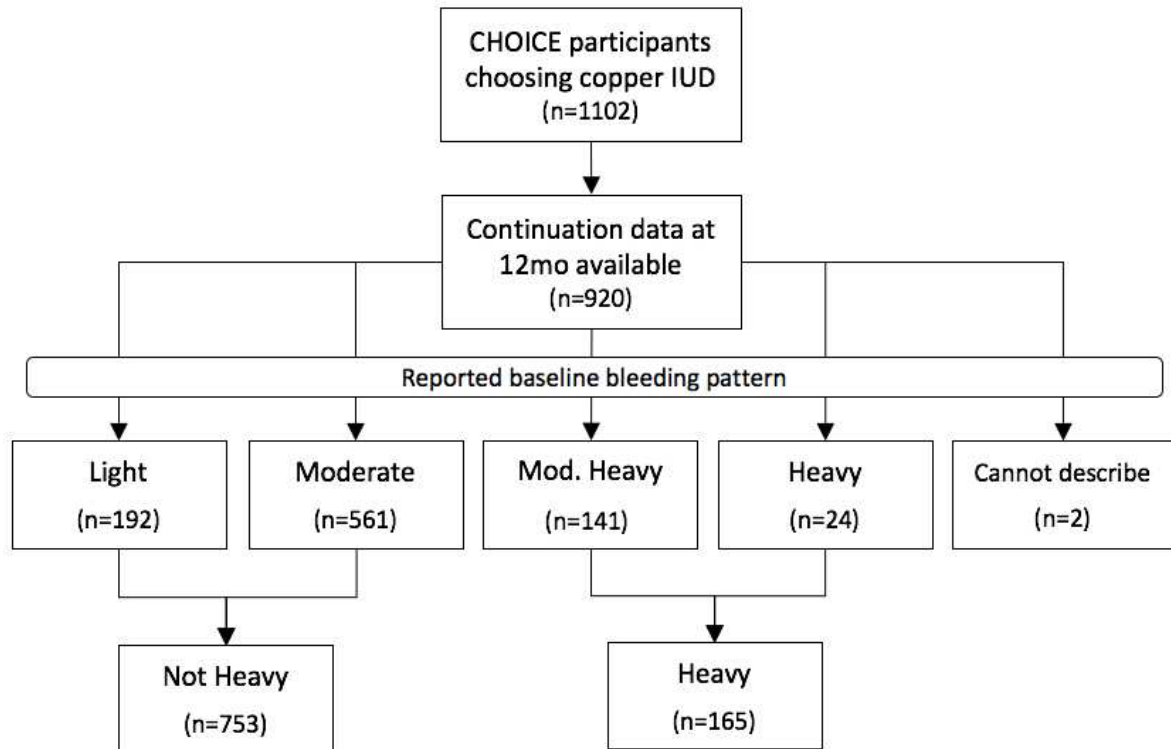 CHOICE participants
choosing copper IUD
(n=1102)
Continuation data at
12mo available
(n=920)
Reported baseline bleeding pattern
Light
(n=192)
Moderate
(n=561)
Mod. Heavy
(n=141)
Heavy
(n=24)
Cannot describe
(n=2)
Not Heavy
(n=753)
Heavy
(n=165)